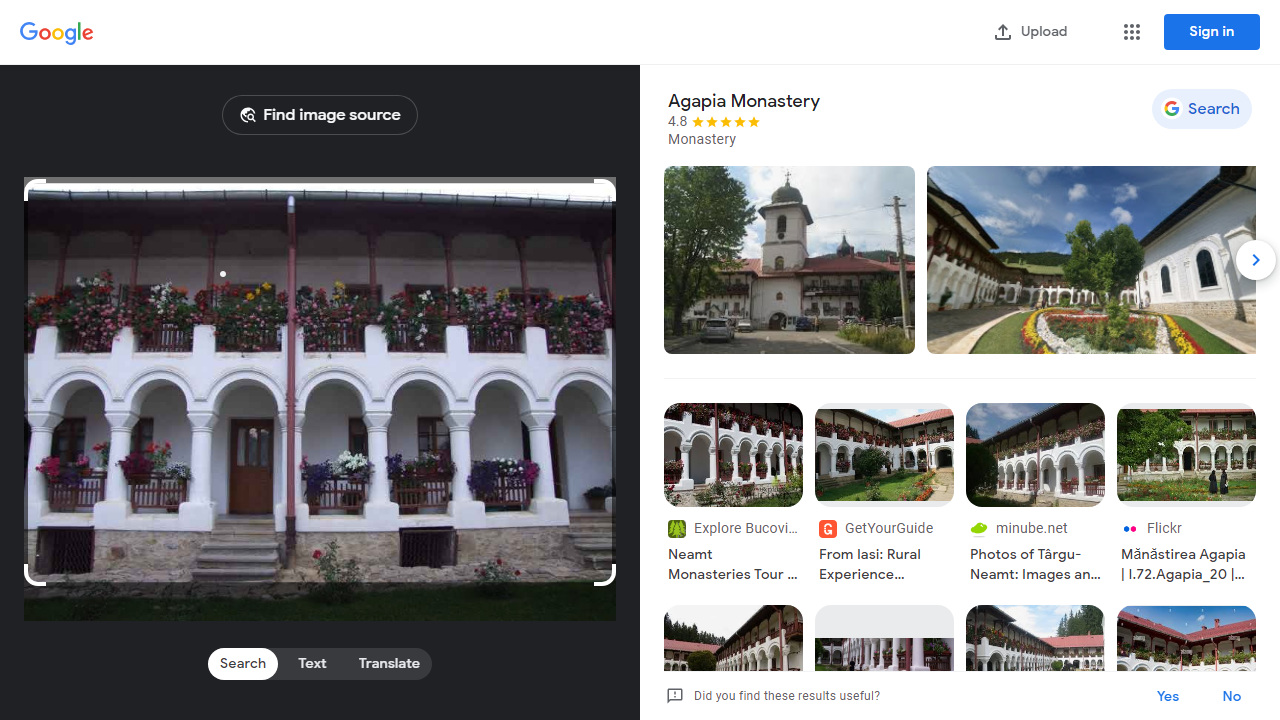 Google
Upload
Sign in
Find image source
Agapia Monastery
4.8
Monastery
Search
Explore Bucovi...
Neamt
Monasteries Tour ...
GetYourGuide
From Iasi: Rural
Experience...
minube.net
Photos of Târgu-
Neamt: Images an...
Flickr
Mănăstirea Agapia
| I.72.Agapia_20 |...
Search
Text
Translate
Did you find these results useful?
Yes
No